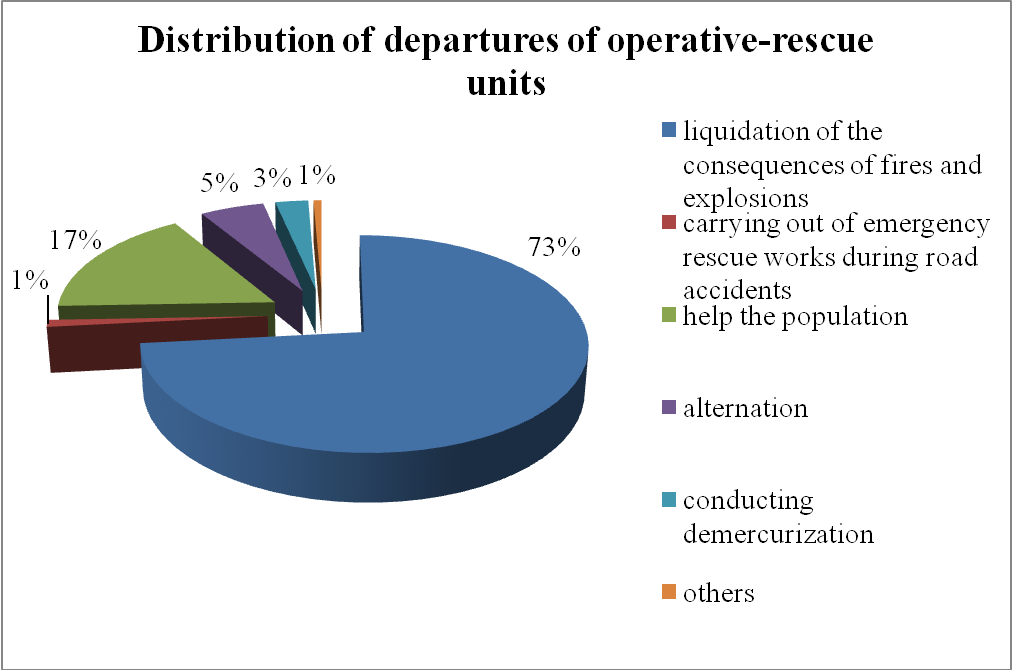 Distribution of departures of operative-rescue
units
5%
3%
1%
17%
73%
1%
liquidation of the
consequences of fires and
explosions
carrying out of emergency
rescue works during road
accidents
help the population
alternation
conducting
demercurization
others